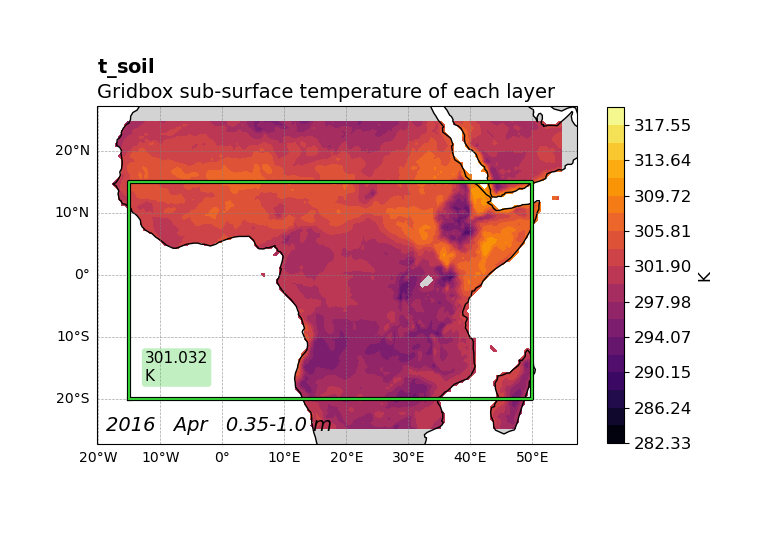 t_soil
Gridbox sub-surface temperature of each layer
20°N
10°N
0°
10°S
20°S
301.032
K
2016 Apr 0.35-1.0 m
20°W 10°W 0° 10°E 20°E 30°E 40°E 50°E
317.55
313.64
309.72
305.81
301.90
297.98
294.07
290.15
286.24
282.33
K